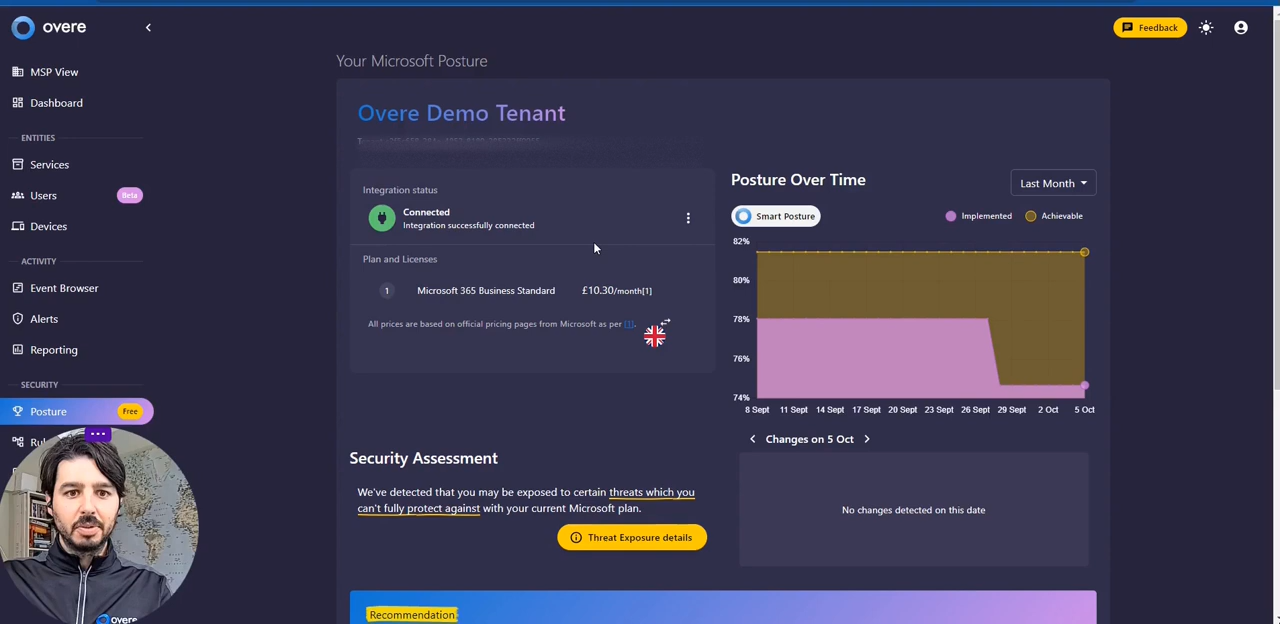 overe
Feedback
MSP View
Dashboard
ENTITIES
Services
Users
Beta
Devices
ACTIVITY
Event Browser
Alerts
Reporting
SECURITY
Posture
Free
Your Microsoft Posture
Overe Demo Tenant
Integration status
Connected
Integration successfully connected
Plan and Licenses
1
Microsoft 365 Business Standard
£10.30/month[1]
All prices are based on official pricing pages from Microsoft as per [1].
Posture Over Time
Last Month
Smart Posture
Implemented
Achievable
82%
80%
78%
76%
74%
8 Sept 11 Sept 14 Sept 17 Sept 20 Sept 23 Sept 26 Sept 29 Sept 2 Oct 5 Oct
Changes on 5 Oct
No changes detected on this date
Security Assessment
We've detected that you may be exposed to certain threats which you
can't fully protect against with your current Microsoft plan.
Threat Exposure details
Recommendation
overe